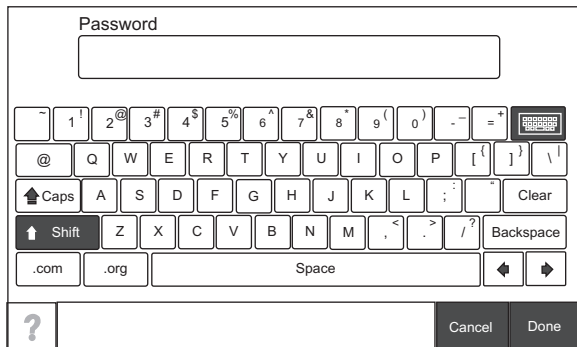 Password
~ 1 ! 2 @ 3 # 4 $ 5 % 6 ^ 7 & 8 * 9 ( 0 ) - _ = +
@ Q W E R T Y U I O P [ { ] } \ |
Caps A S D F G H J K L ; : “ Clear
Shift Z X C V B N M , < . > / ? Backspace
.com .org Space
? Cancel Done